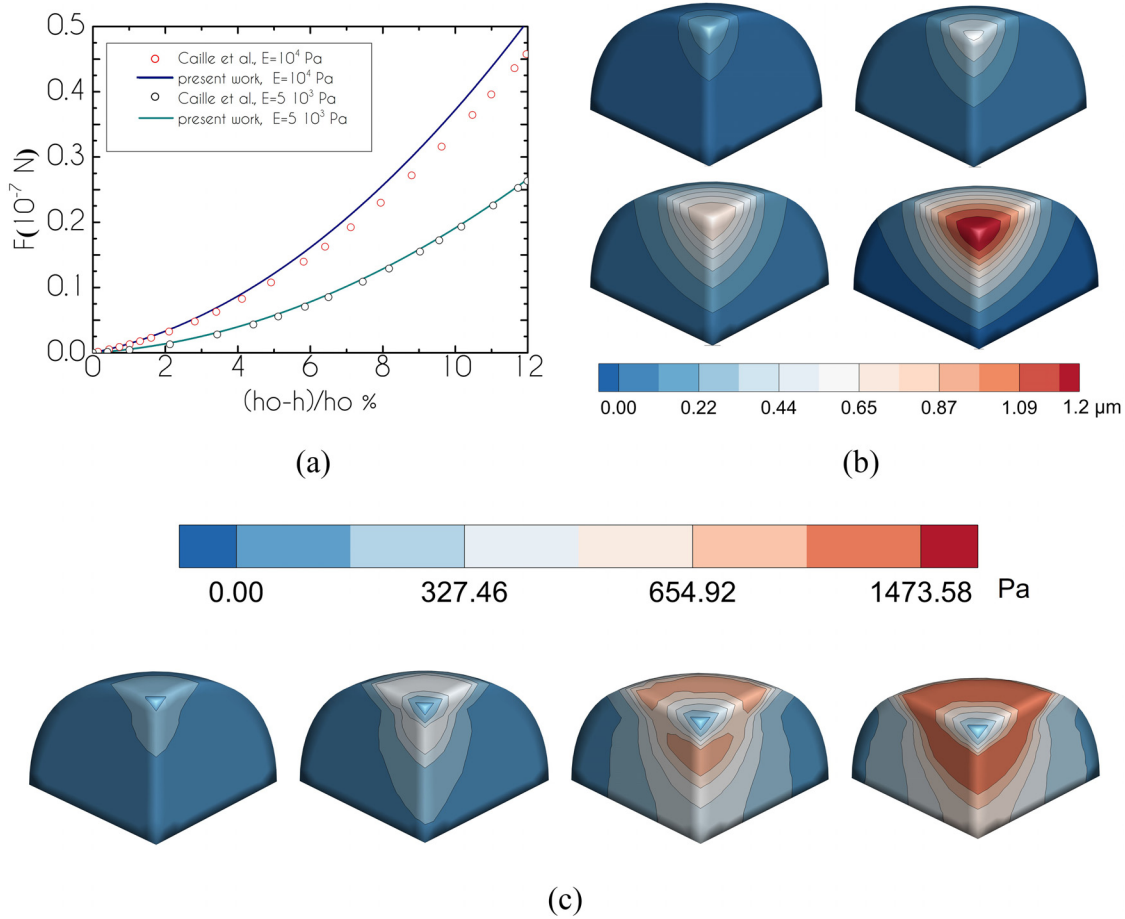 0.5
0.4
0.3
0.2
0.1
0.0
F(10⁻⁷ N)
Caille et al., E=10⁴ Pa
present work, E=10⁴ Pa
Caille et al., E=5 10³ Pa
present work, E=5 10³ Pa
0 2 4 6 8 10 12
(ho-h)/ho %
(a)
0.00 0.22 0.44 0.65 0.87 1.09 1.2 µm
(b)
0.00 327.46 654.92 1473.58 Pa
(c)